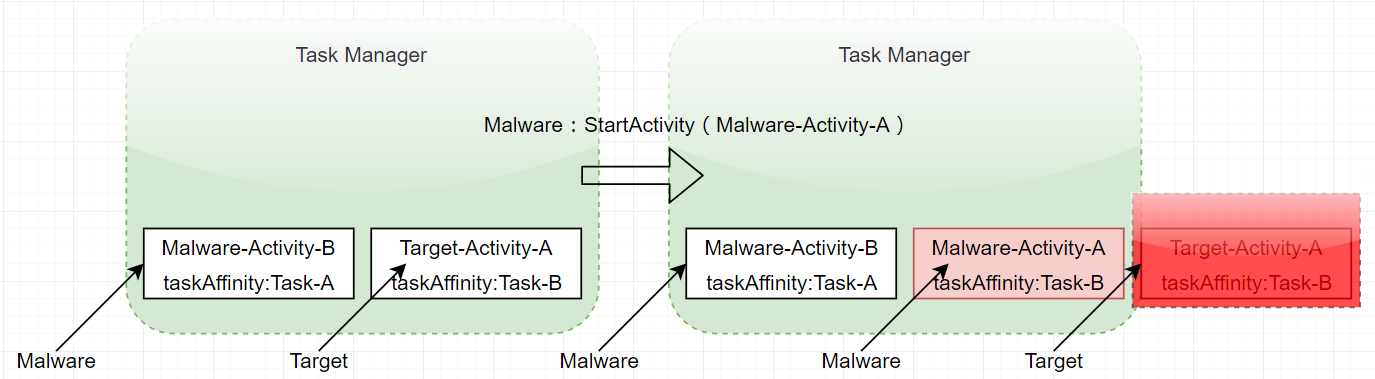 Task Manager
Task Manager
Malware：StartActivity（Malware-Activity-A）
Malware-Activity-B
taskAffinity:Task-A
Target-Activity-A
taskAffinity:Task-B
Malware-Activity-B
taskAffinity:Task-A
Malware-Activity-A
taskAffinity:Task-B
Target-Activity-A
taskAffinity:Task-B
Malware
Target
Malware
Malware
Target